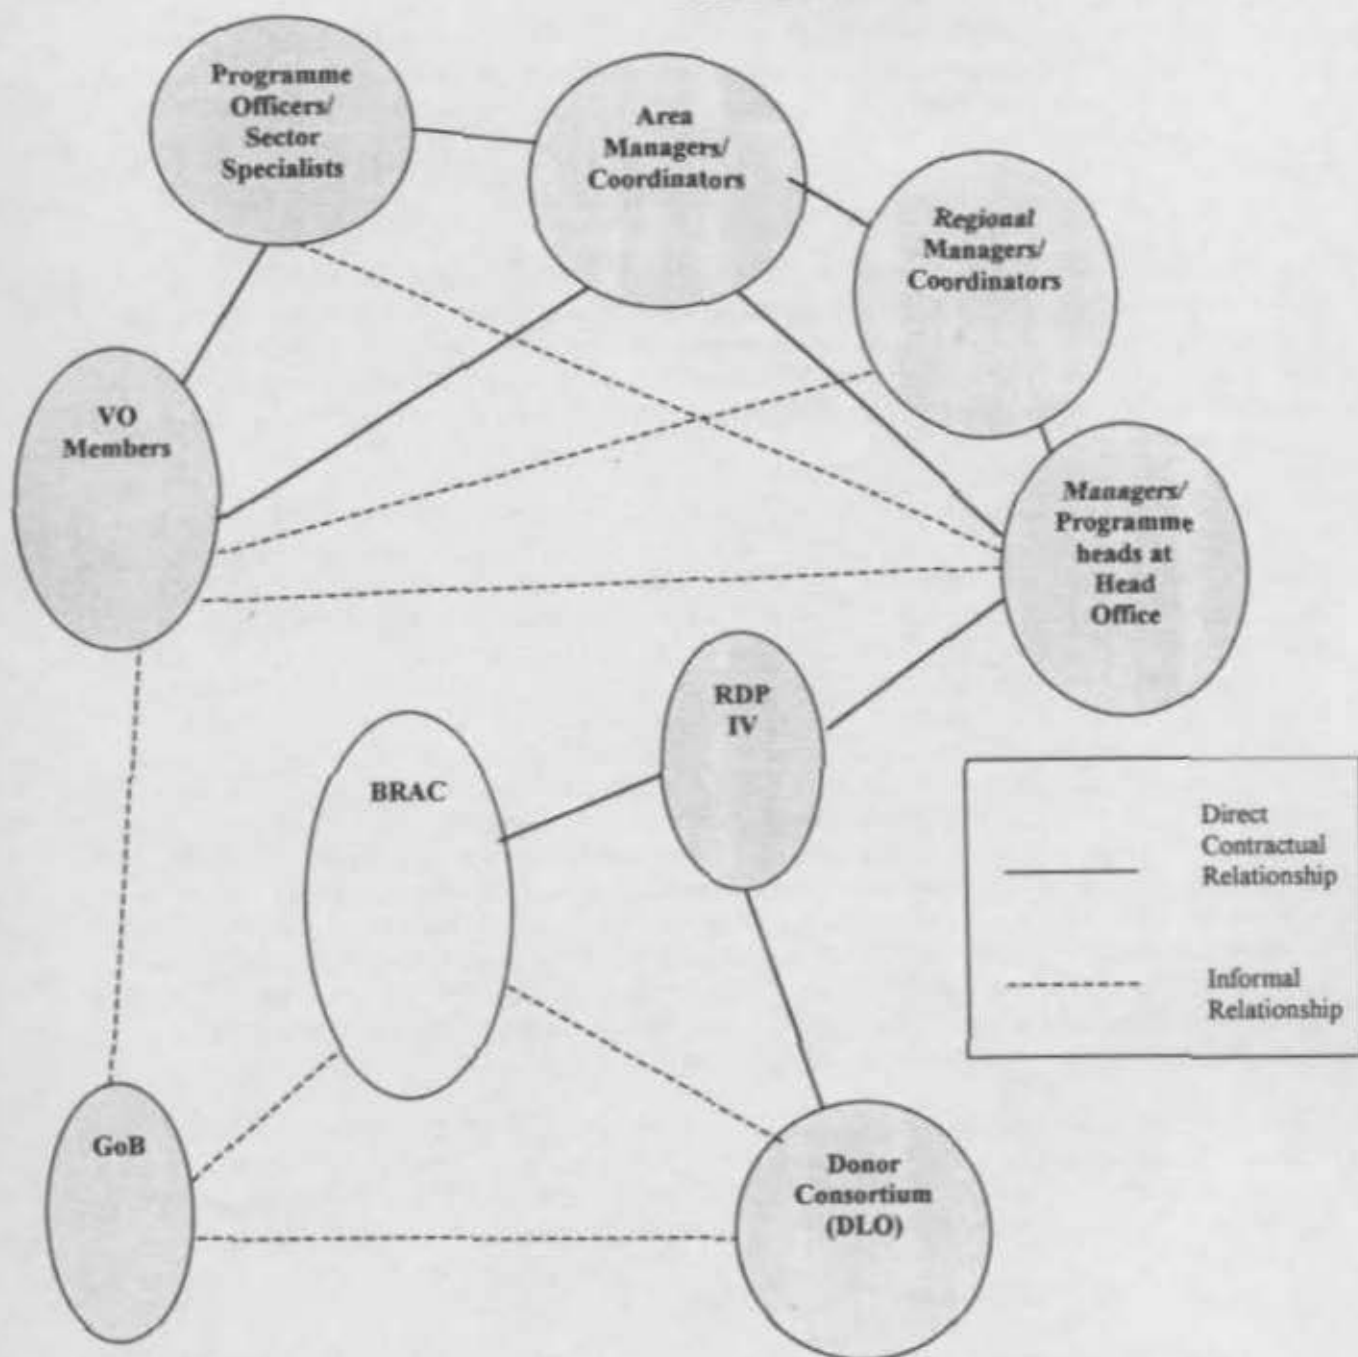 Programme
Officers/
Sector
Specialists
Area
Managers/
Coordinators
Regional
Managers/
Coordinators
VO
Members
Managers/
Programme
heads at
Head
Office
RDP
IV
BRAC
Direct
Contractual
Relationship
Informal
Relationship
GoB
Donor
Consortium
(DLO)